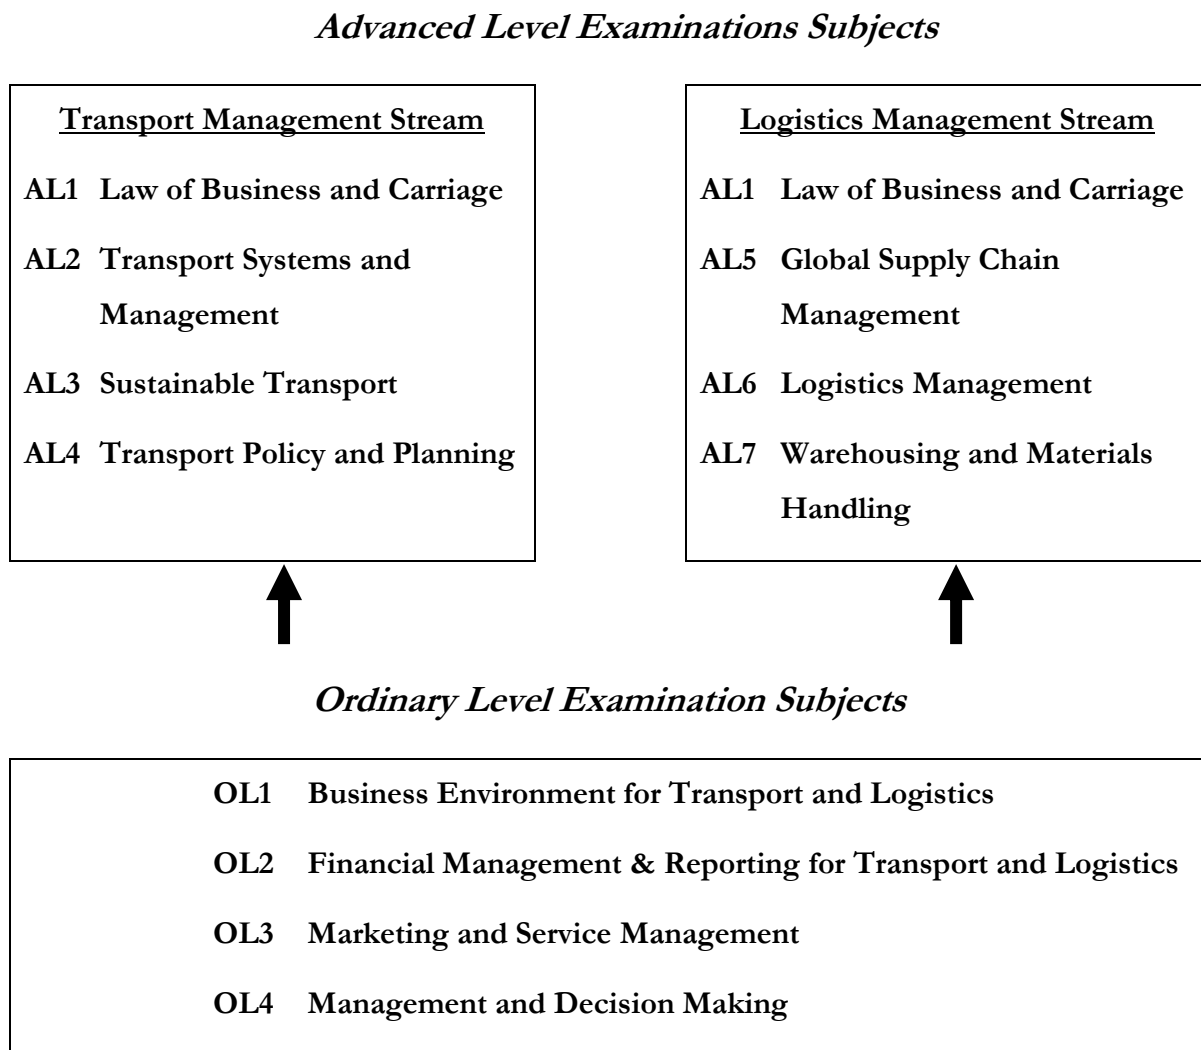 Advanced Level Examinations Subjects
Transport Management Stream
AL1 Law of Business and Carriage
AL2 Transport Systems and
Management
AL3 Sustainable Transport
AL4 Transport Policy and Planning
Logistics Management Stream
AL1 Law of Business and Carriage
AL5 Global Supply Chain
Management
AL6 Logistics Management
AL7 Warehousing and Materials
Handling
Ordinary Level Examination Subjects
OL1 Business Environment for Transport and Logistics
OL2 Financial Management & Reporting for Transport and Logistics
OL3 Marketing and Service Management
OL4 Management and Decision Making